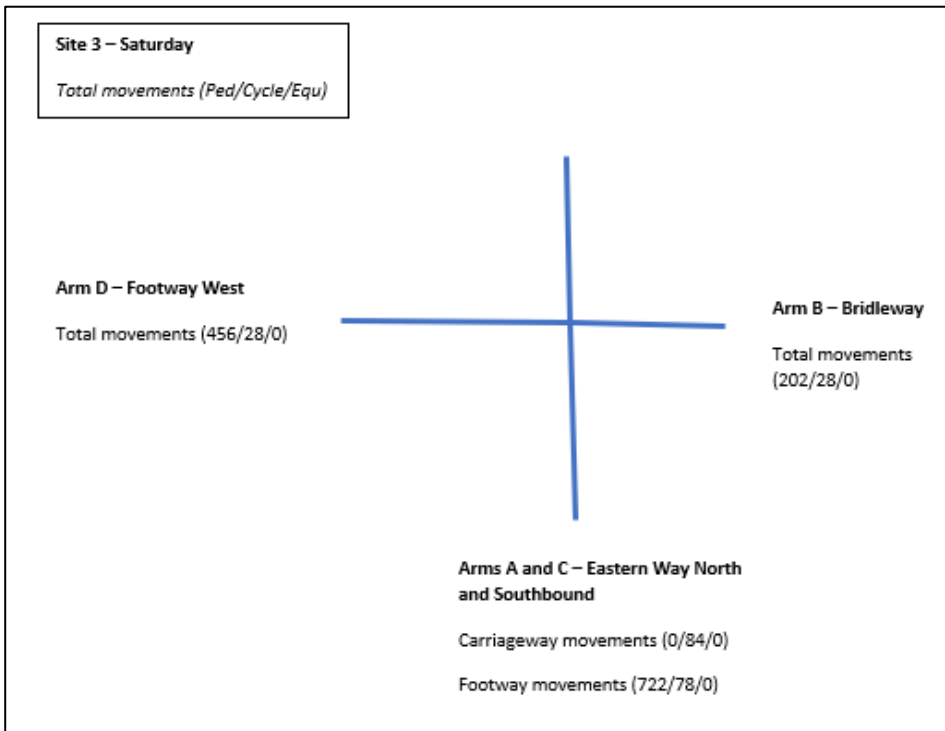 Site 3 – Saturday
Total movements (Ped/Cycle/Equ)
Arm D – Footway West
Total movements (456/28/0)
Arm B – Bridleway
Total movements
(202/28/0)
Arms A and C – Eastern Way North
and Southbound
Carriageway movements (0/84/0)
Footway movements (722/78/0)